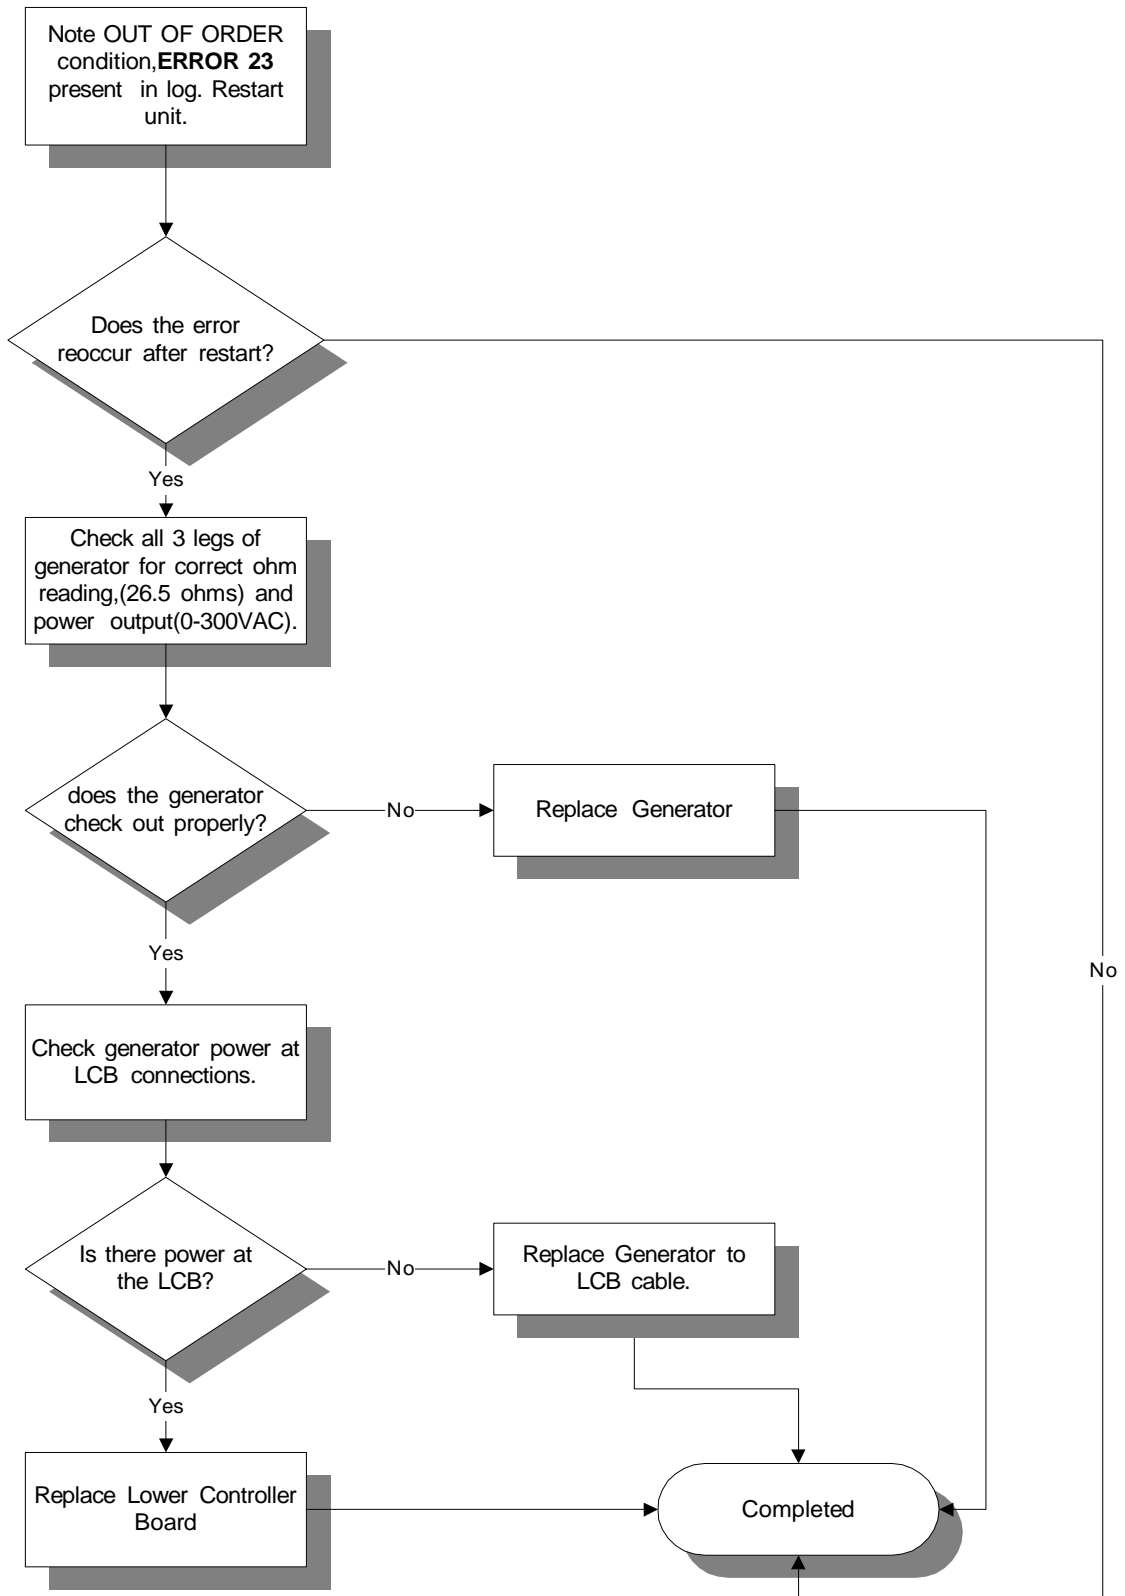 Note OUT OF ORDER
condition,ERROR 23
present in log. Restart
unit.
Does the error
reoccur after restart?
Yes
Check all 3 legs of
generator for correct ohm
reading,(26.5 ohms) and
power output(0-300VAC).
does the generator
check out properly?
No
Replace Generator
Yes
No
Check generator power at
LCB connections.
Is there power at
the LCB?
No
Replace Generator to
LCB cable.
Yes
Replace Lower Controller
Board
Completed